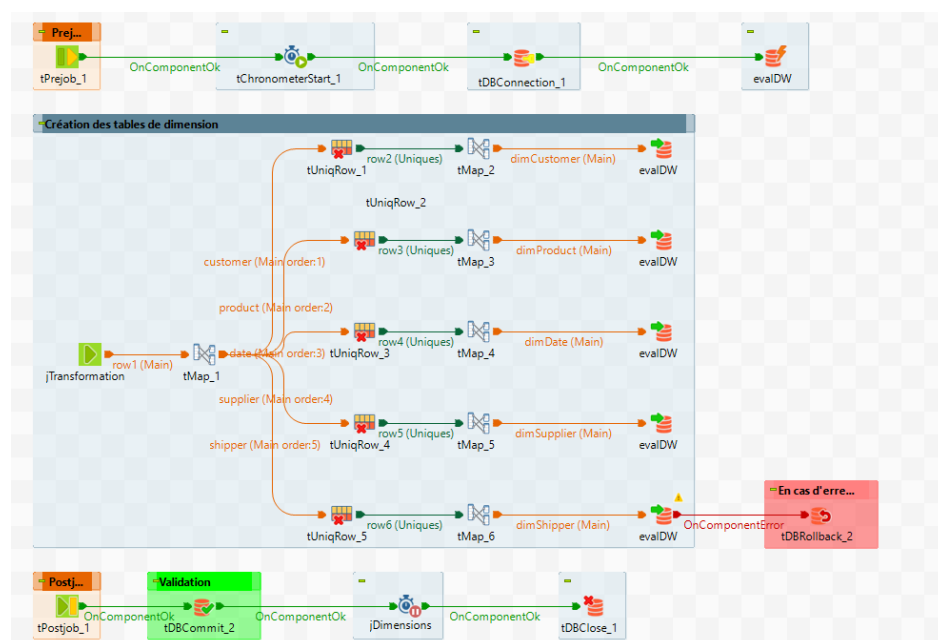 Prej...
OnComponentOk
OnComponentOk
OnComponentOk
tPrejob_1
tChronometerStart_1
tDBConnection_1
evalDW
Création des tables de dimension
row2 (Uniques)
dimCustomer (Main)
tUniqRow_1
tMap_2
evalDW
tUniqRow_2
row3 (Uniques)
dimProduct (Main)
customer (Main order:1)
tMap_3
evalDW
product (Main order:2)
row4 (Uniques)
dimDate (Main)
date (Main order:3)
tUniqRow_3
tMap_4
evalDW
row1 (Main)
jTransformation
tMap_1
supplier (Main order:4)
row5 (Uniques)
dimSupplier (Main)
shipper (Main order:5)
tUniqRow_4
tMap_5
evalDW
En cas d'erre...
row6 (Uniques)
dimShipper (Main)
OnComponentError
tUniqRow_5
tMap_6
evalDW
tDBRollback_2
Postj...
Validation
OnComponentOk
OnComponentOk
OnComponentOk
tPostjob_1
tDBCommit_2
jDimensions
tDBClose_1